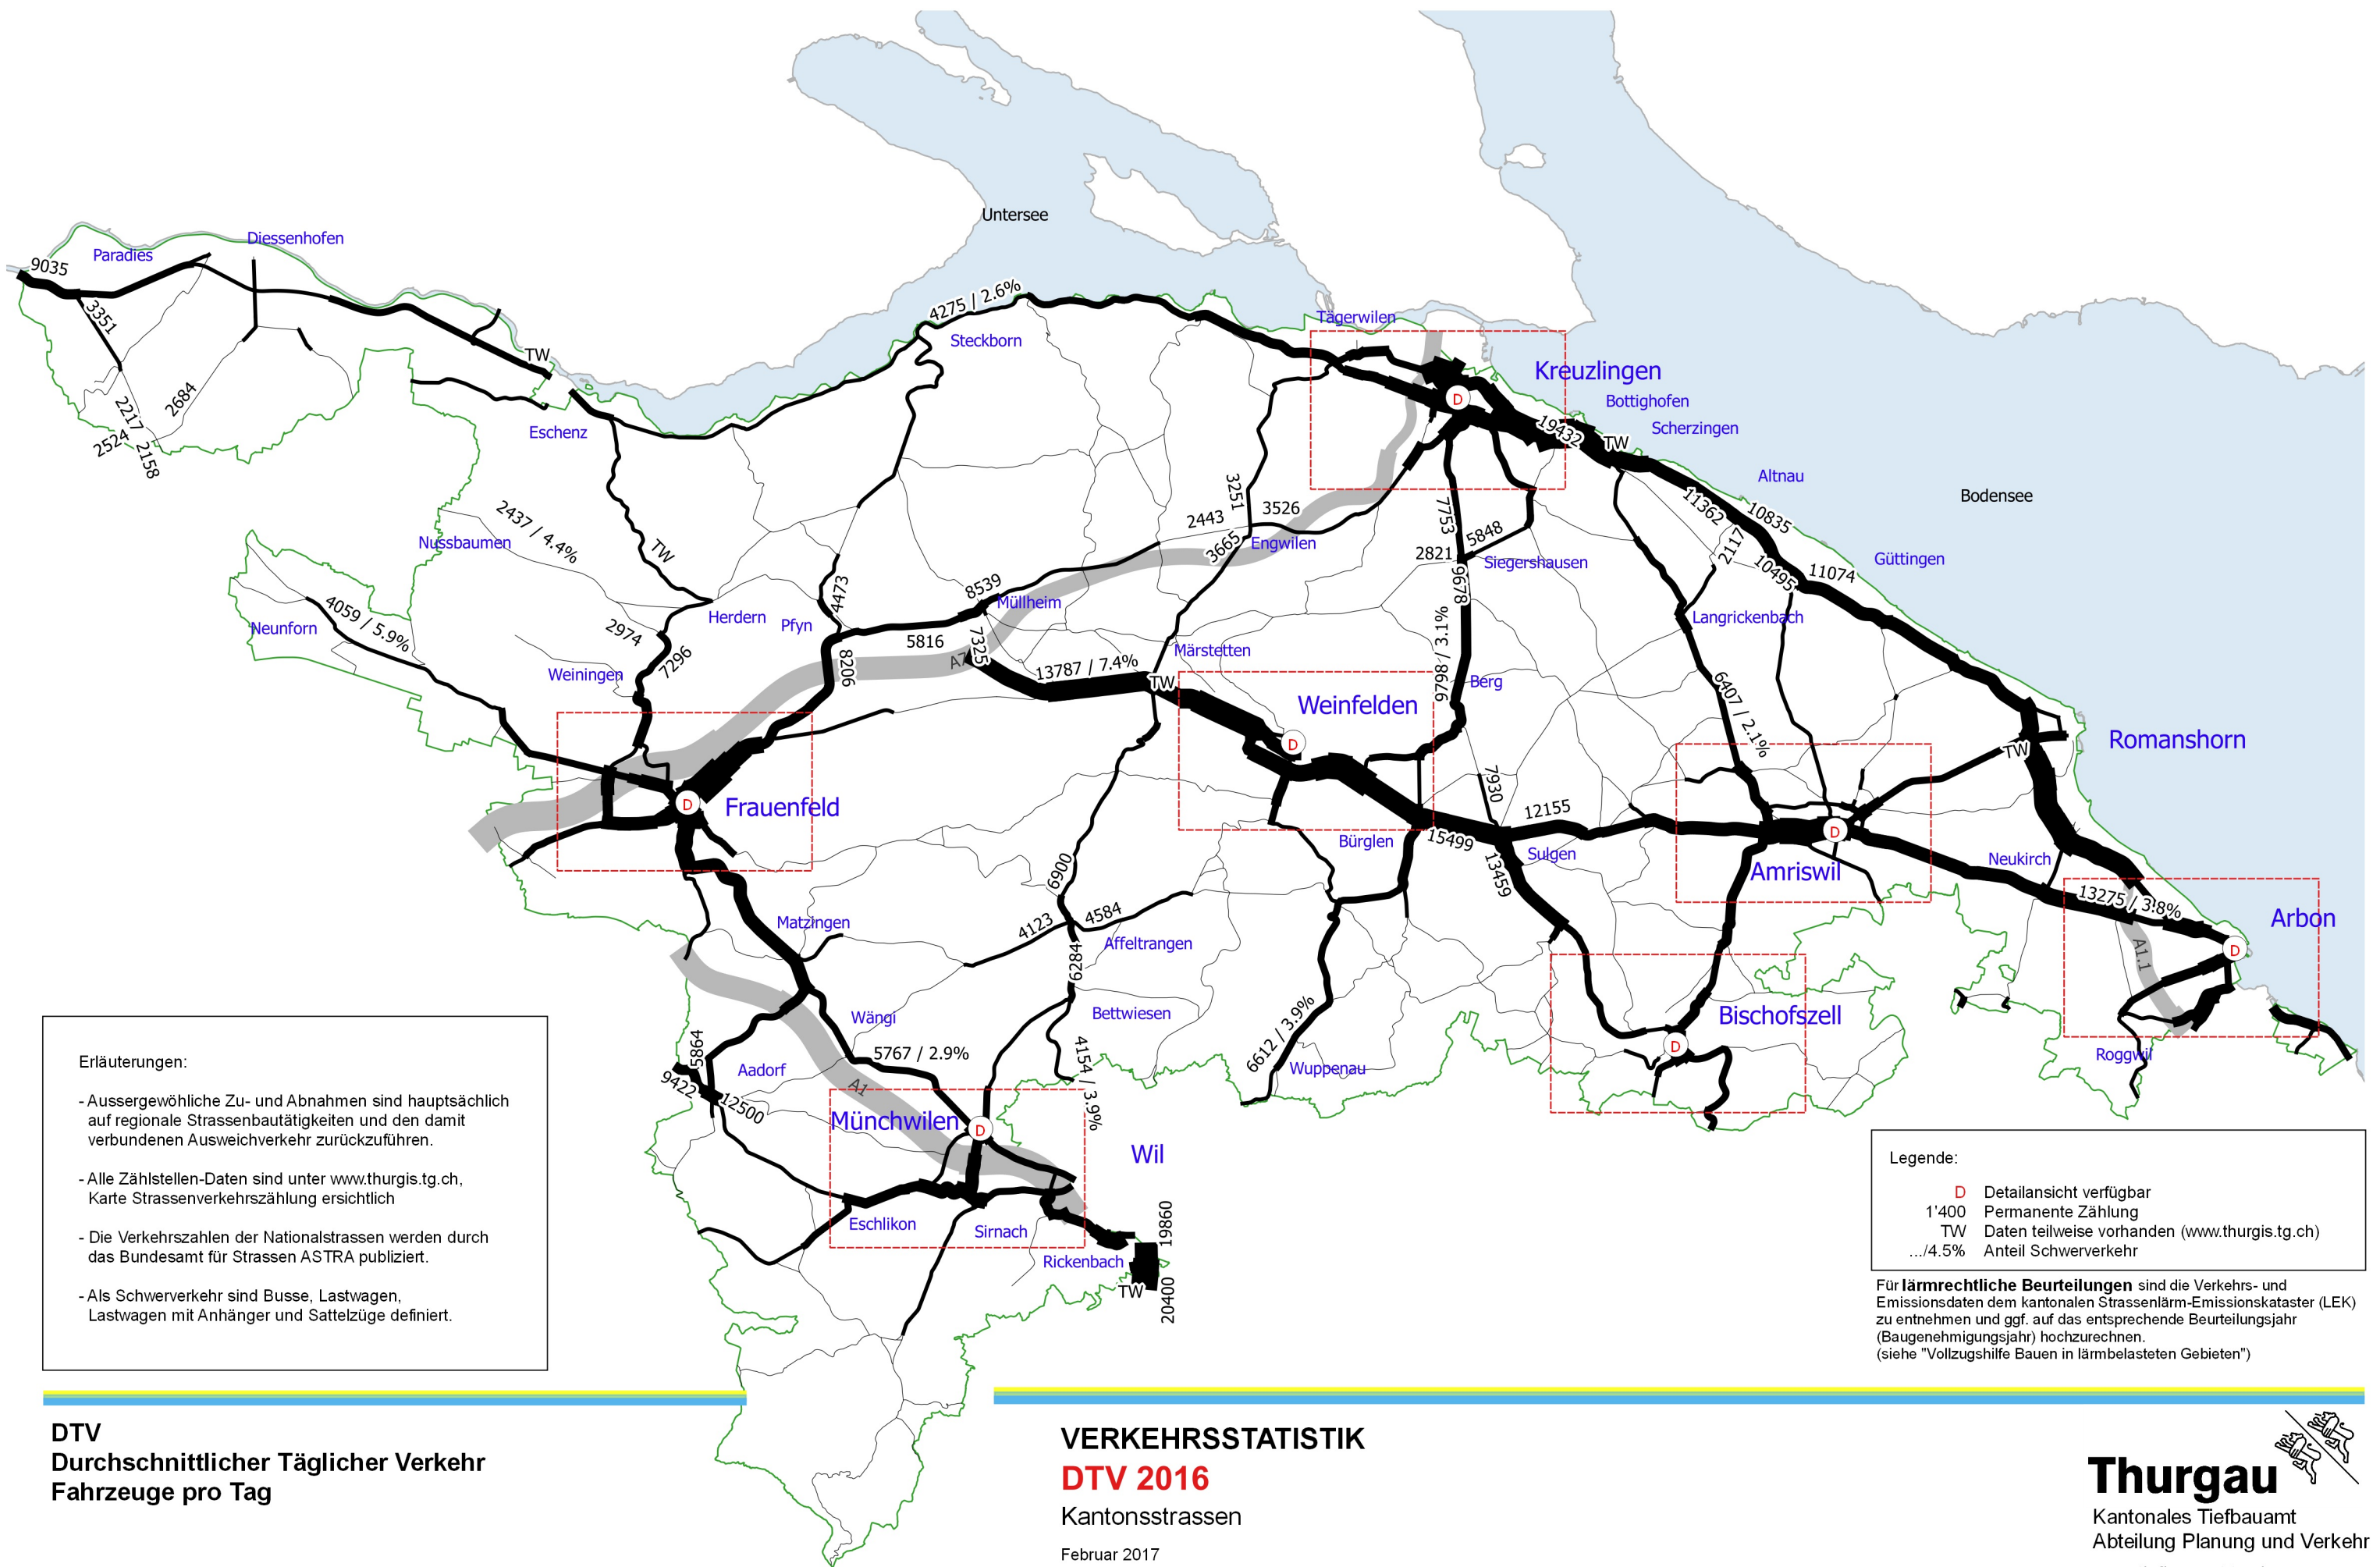 Untersee
Diessenhofen
Paradies
9035
4275 / 2.6%
3351
Tägerwilen
Steckborn
TW
Kreuzlingen
D
Bottighofen
2684
2217
19432
Scherzingen
TW
2524
Eschenz
2158
Altnau
3251
Bodensee
2437 / 4.4%
3526
11362
2443
7753
10835
5848
Nussbaumen
TW
3665
Engwilen
2117
2821
Siegershausen
Güttingen
10495
11074
8539
9678
4473
Müllheim
4059 / 5.9%
Herdern
Langrickenbach
Neunforn
Pfyn
2974
5816
7325
9798 / 3.1%
Märstetten
7296
8206
A7
13787 / 7.4%
Weiningen
TW
Berg
6407 / 2.1%
Weinfelden
D
Romanshorn
TW
7930
D
Frauenfeld
12155
D
15499
Bürglen
Sulgen
Neukirch
6900
13459
Amriswil
13275 / 3.8%
4584
4123
Arbon
Matzingen
Affeltrangen
D
6284
A1.1
Wängi
Bettwiesen
Bischofszell
6612 / 3.9%
D
5864
5767 / 2.9%
4154 / 3.9%
Roggwil
Aadorf
Wuppenau
9422
A1
12500
Münchwilen
D
Wil
Eschlikon
Sirnach
19860
Rickenbach
TW
20400
Erläuterungen:
- Aussergewöhliche Zu- und Abnahmen sind hauptsächlich
auf regionale Strassenbautätigkeiten und den damit
verbundenen Ausweichverkehr zurückzuführen.
- Alle Zählstellen-Daten sind unter www.thurgis.tg.ch,
Karte Strassenverkehrszählung ersichtlich
- Die Verkehrszahlen der Nationalstrassen werden durch
das Bundesamt für Strassen ASTRA publiziert.
- Als Schwerverkehr sind Busse, Lastwagen,
Lastwagen mit Anhänger und Sattelzüge definiert.
Legende:
D Detailansicht verfügbar
1'400 Permanente Zählung
TW Daten teilweise vorhanden (www.thurgis.tg.ch)
.../4.5% Anteil Schwerverkehr
Für lärmrechtliche Beurteilungen sind die Verkehrs- und
Emissionsdaten dem kantonalen Strassenlärm-Emissionskataster (LEK)
zu entnehmen und ggf. auf das entsprechende Beurteilungsjahr
(Baugenehmigungsjahr) hochzurechnen.
(siehe "Vollzugshilfe Bauen in lärmbelasteten Gebieten")
DTV
Durchschnittlicher Täglicher Verkehr
Fahrzeuge pro Tag
VERKEHRSSTATISTIK
DTV 2016
Kantonsstrassen
Februar 2017
Thurgau
Kantonales Tiefbauamt
Abteilung Planung und Verkehr